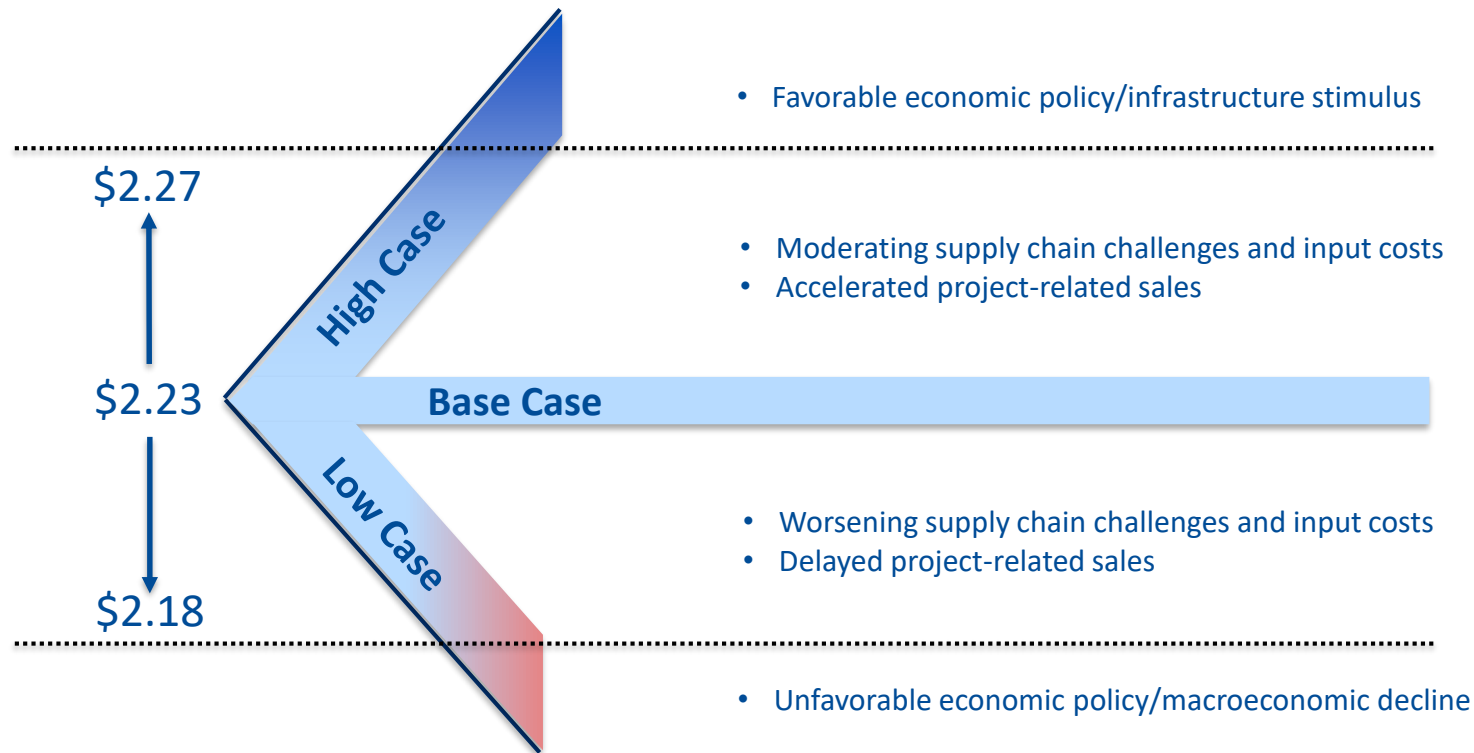 • Favorable economic policy/infrastructure stimulus
$2.27
• Moderating supply chain challenges and input costs
• Accelerated project-related sales
High Case
$2.23
Base Case
Low Case
• Worsening supply chain challenges and input costs
• Delayed project-related sales
$2.18
• Unfavorable economic policy/macroeconomic decline